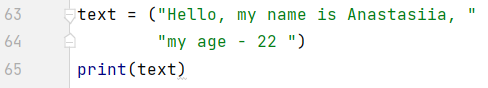 63 text = ("Hello, my name is Anastasiia, "
64 "my age - 22 ")
65 print(text)